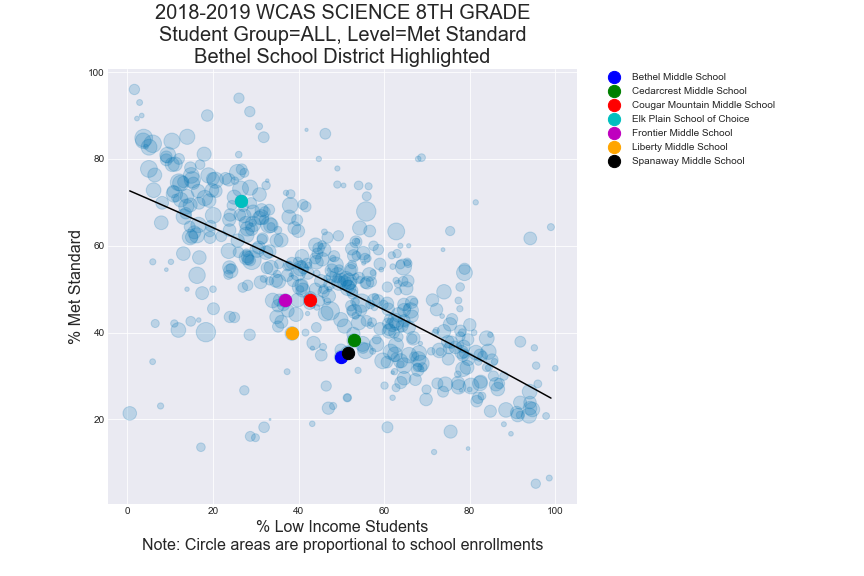 2018-2019 WCAS SCIENCE 8TH GRADE
Student Group=ALL, Level=Met Standard
Bethel School District Highlighted
Bethel Middle School
Cedarcrest Middle School
Cougar Mountain Middle School
Elk Plain School of Choice
Frontier Middle School
Liberty Middle School
Spanaway Middle School
% Met Standard
100
80
60
40
20
0 20 40 60 80 100
% Low Income Students
Note: Circle areas are proportional to school enrollments